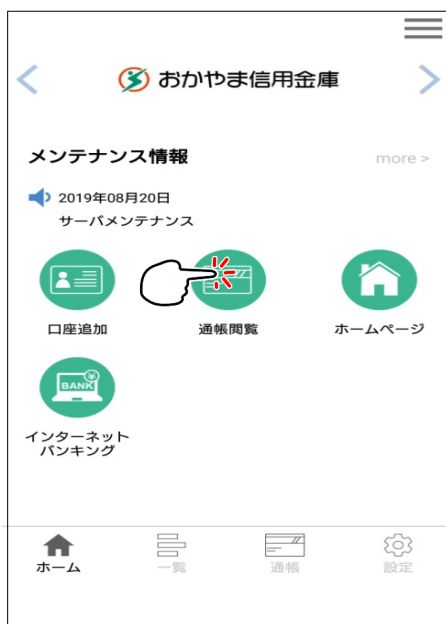 おかやま信用金庫
メンテナンス情報
more >
2019年08月20日
サーバメンテナンス
口座追加
通帳閲覧
ホームページ
BANK
インターネット
バンキング
ホーム
一覧
通帳
設定